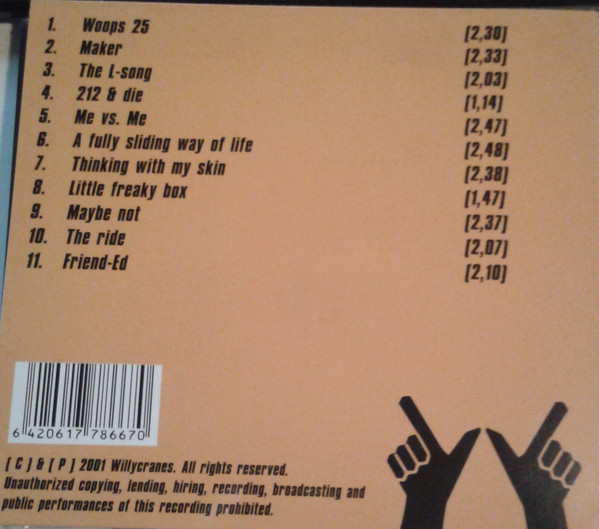 1. Woops 25 [2,30]
2. Maker [2,33]
3. The L-song [2,03]
4. 212 & die [1,14]
5. Me vs. Me [2,47]
6. A fully sliding way of life [2,48]
7. Thinking with my skin [2,38]
8. Little freaky box [1,47]
9. Maybe not [2,37]
10. The ride [2,07]
11. Friend-Ed [2,10]
6 420617 786670
[ C ] & [ P ] 2001 Willycranes. All rights reserved.
Unauthorized copying, lending, hiring, recording, broadcasting and
public performances of this recording prohibited.